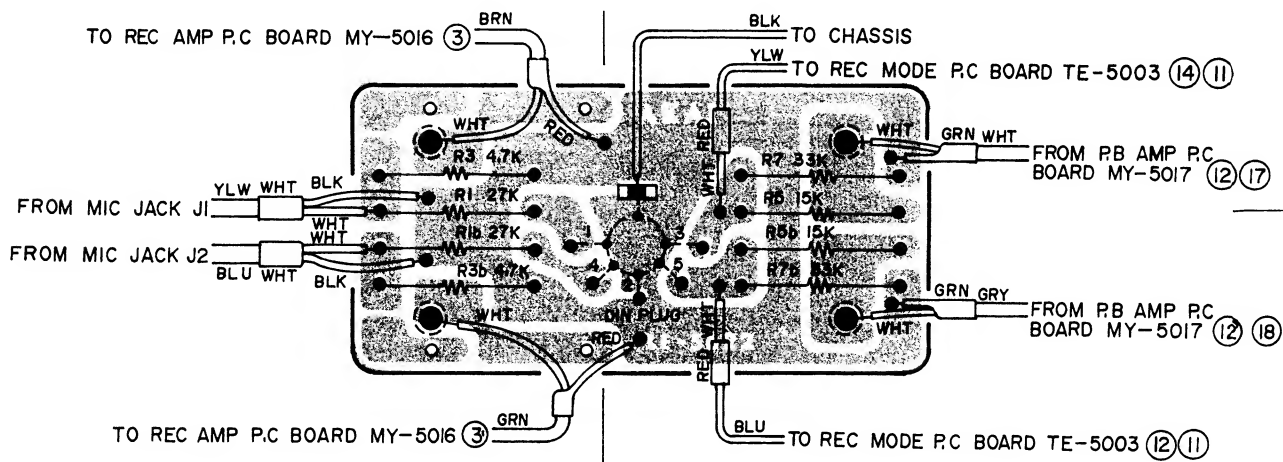 BRN
TO REC AMP P.C BOARD MY-5016 ③
BLK
TO CHASSIS
YLW
TO REC MODE P.C BOARD TE-5003 ⑭ ⑪
WHT
RED
RED
WHT
WHT
GRN WHT
FROM P.B AMP P.C
BOARD MY-5017 ⑫ ⑰
R3 4.7K
R7 33K
YLW WHT BLK
FROM MIC JACK J1
R1 27K
R5 15K
WHT
WHT
R1b 27K
R5b 15K
FROM MIC JACK J2
BLU WHT BLK
R3b 4.7K
R7b 33K
1
3
4
5
2
DIN PLUG
WHT
RED
WHT
RED
GRN GRY
WHT
FROM P.B AMP P.C
BOARD MY-5017 ⑫ ⑱
GRN
TO REC AMP P.C BOARD MY-5016 ③
BLU
TO REC MODE P.C BOARD TE-5003 ⑫ ⑪